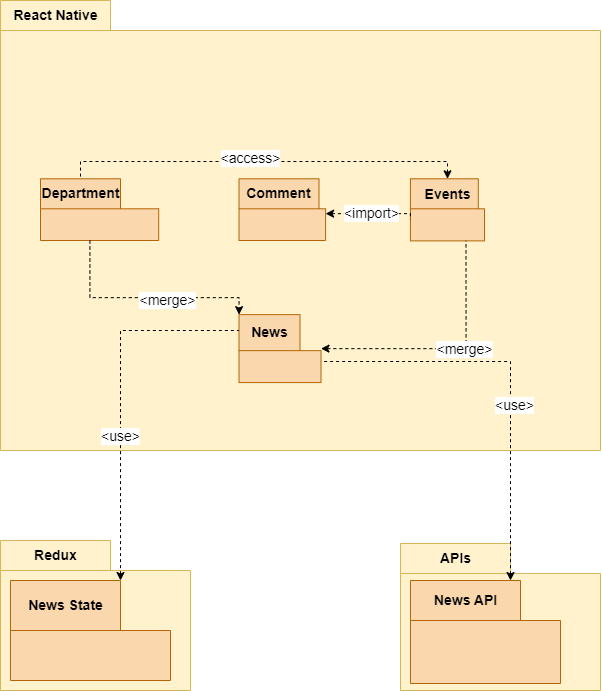 React Native
<access>
Department
Comment
Events
<import>
<merge>
News
<merge>
<use>
<use>
Redux
APIs
News State
News API